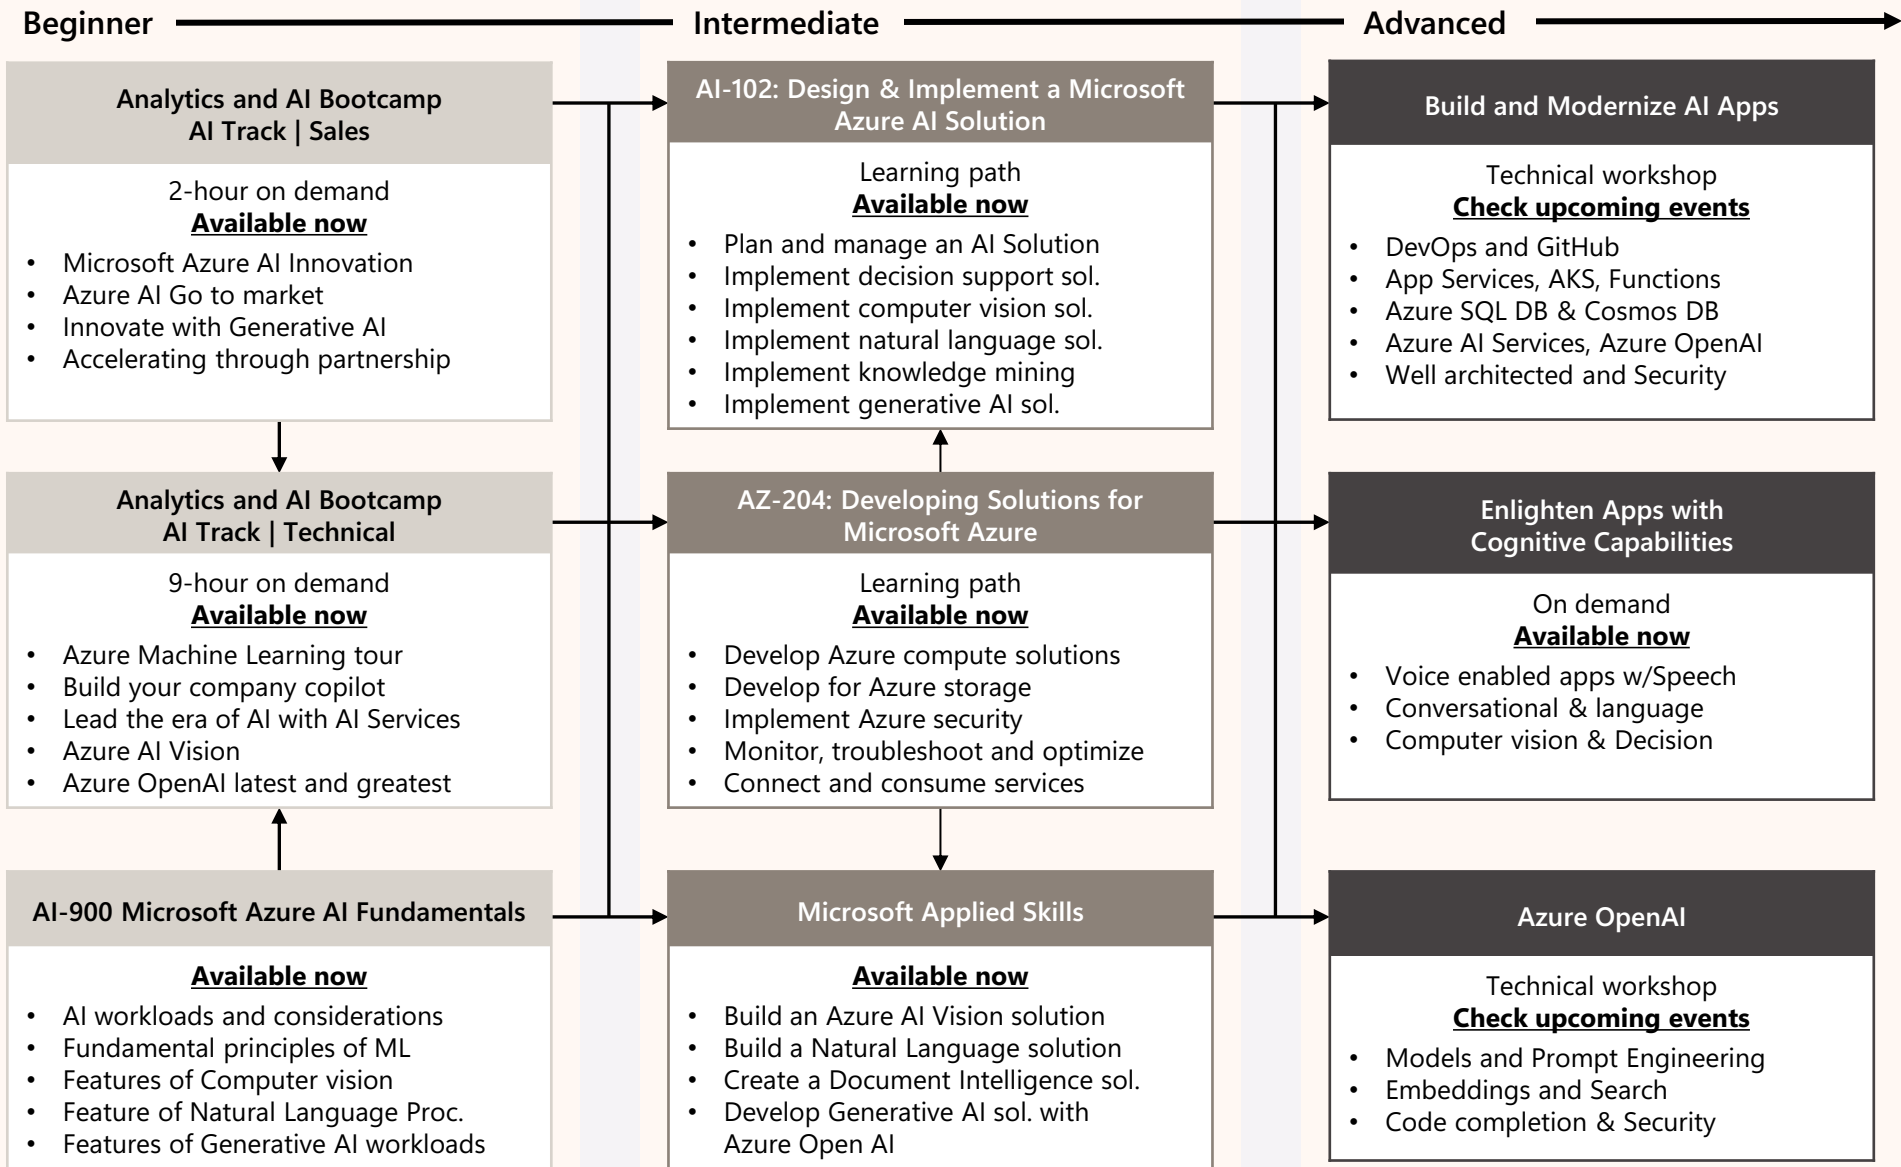 Beginner
Intermediate
Advanced
Analytics and AI Bootcamp
AI Track | Sales
2-hour on demand
Available now
• Microsoft Azure AI Innovation
• Azure AI Go to market
• Innovate with Generative AI
• Accelerating through partnership
AI-102: Design & Implement a Microsoft
Azure AI Solution
Learning path
Available now
• Plan and manage an AI Solution
• Implement decision support sol.
• Implement computer vision sol.
• Implement natural language sol.
• Implement knowledge mining
• Implement generative AI sol.
Build and Modernize AI Apps
Technical workshop
Check upcoming events
• DevOps and GitHub
• App Services, AKS, Functions
• Azure SQL DB & Cosmos DB
• Azure AI Services, Azure OpenAI
• Well architected and Security
Analytics and AI Bootcamp
AI Track | Technical
9-hour on demand
Available now
• Azure Machine Learning tour
• Build your company copilot
• Lead the era of AI with AI Services
• Azure AI Vision
• Azure OpenAI latest and greatest
AZ-204: Developing Solutions for
Microsoft Azure
Learning path
Available now
• Develop Azure compute solutions
• Develop for Azure storage
• Implement Azure security
• Monitor, troubleshoot and optimize
• Connect and consume services
Enlighten Apps with
Cognitive Capabilities
On demand
Available now
• Voice enabled apps w/Speech
• Conversational & language
• Computer vision & Decision
AI-900 Microsoft Azure AI Fundamentals
Available now
• AI workloads and considerations
• Fundamental principles of ML
• Features of Computer vision
• Feature of Natural Language Proc.
• Features of Generative AI workloads
Microsoft Applied Skills
Available now
• Build an Azure AI Vision solution
• Build a Natural Language solution
• Create a Document Intelligence sol.
• Develop Generative AI sol. with
Azure Open AI
Azure OpenAI
Technical workshop
Check upcoming events
• Models and Prompt Engineering
• Embeddings and Search
• Code completion & Security